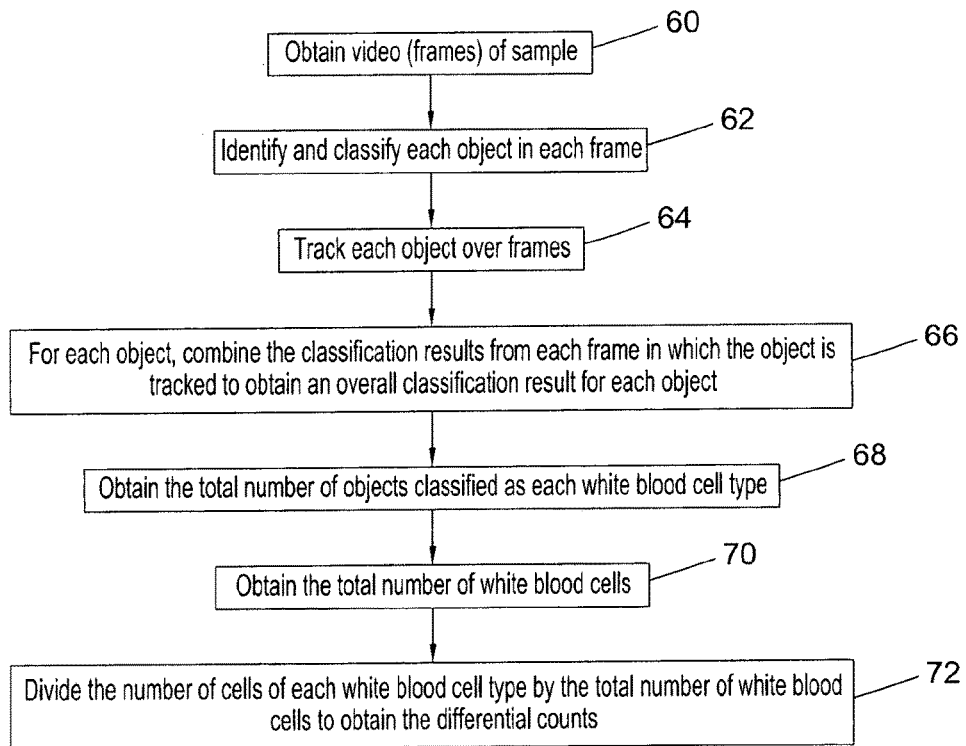 60
Obtain video (frames) of sample
62
Identify and classify each object in each frame
64
Track each object over frames
66
For each object, combine the classification results from each frame in which the object is
tracked to obtain an overall classification result for each object
68
Obtain the total number of objects classified as each white blood cell type
70
Obtain the total number of white blood cells
72
Divide the number of cells of each white blood cell type by the total number of white blood
cells to obtain the differential counts